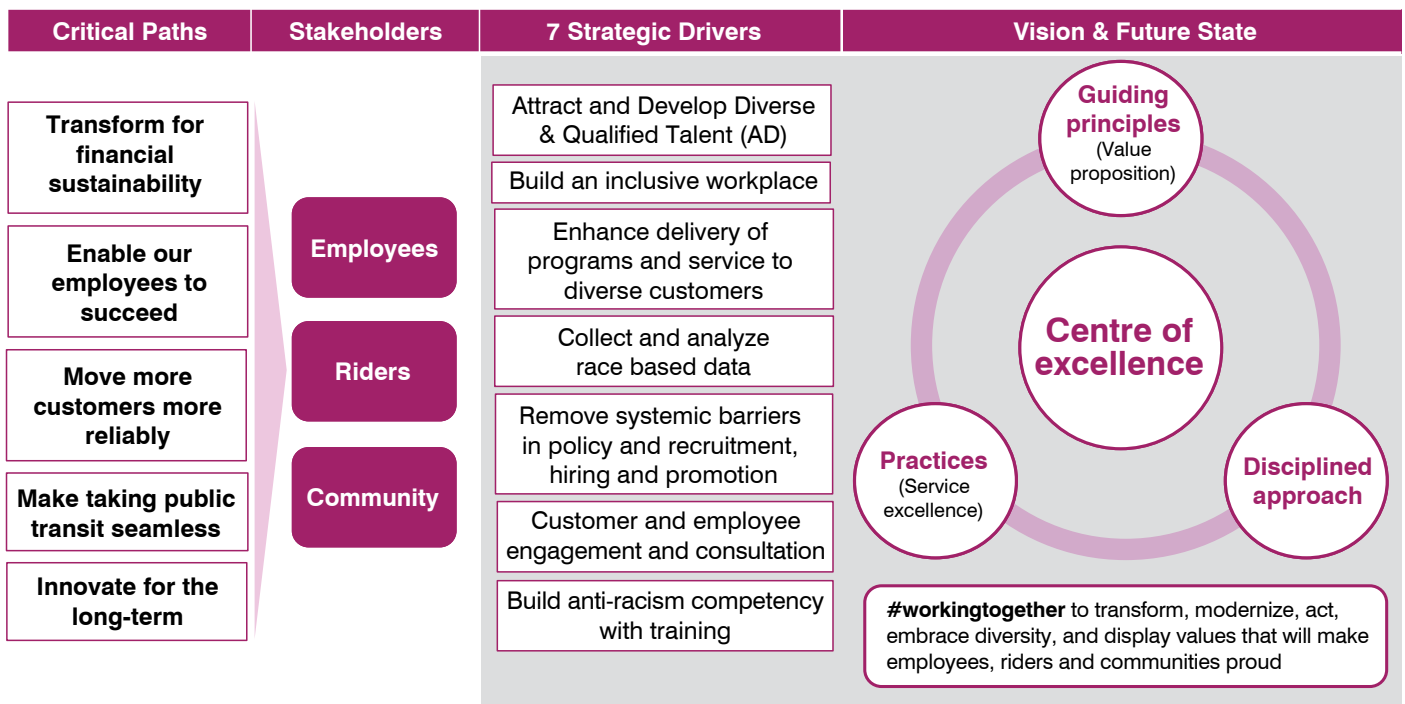 Critical Paths
Stakeholders
7 Strategic Drivers
Vision & Future State
Transform for
financial
sustainability
Enable our
employees to
succeed
Move more
customers more
reliably
Make taking public
transit seamless
Innovate for the
long-term
Employees
Riders
Community
Attract and Develop Diverse
& Qualified Talent (AD)
Build an inclusive workplace
Enhance delivery of
programs and service to
diverse customers
Collect and analyze
race based data
Remove systemic barriers
in policy and recruitment,
hiring and promotion
Customer and employee
engagement and consultation
Build anti-racism competency
with training
Guiding
principles
(Value
proposition)
Centre of
excellence
Practices
(Service
excellence)
Disciplined
approach
#workingtogether to transform, modernize, act,
embrace diversity, and display values that will make
employees, riders and communities proud